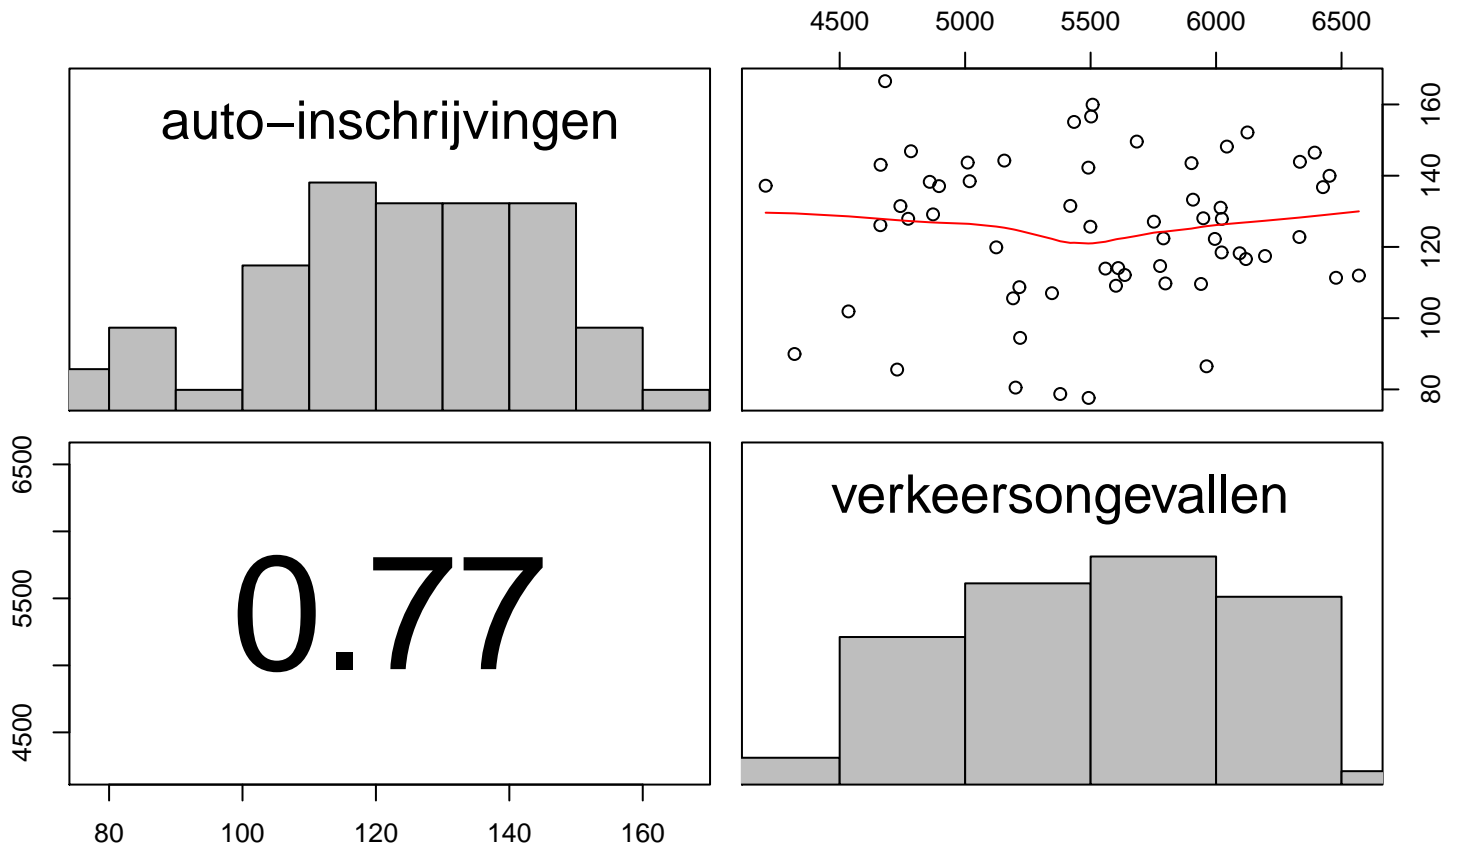 4500 5000 5500 6000 6500
auto−inschrijvingen
80 100 120 140 160
4500 5500 6500
0.77
verkeersongevallen
80 100 120 140 160